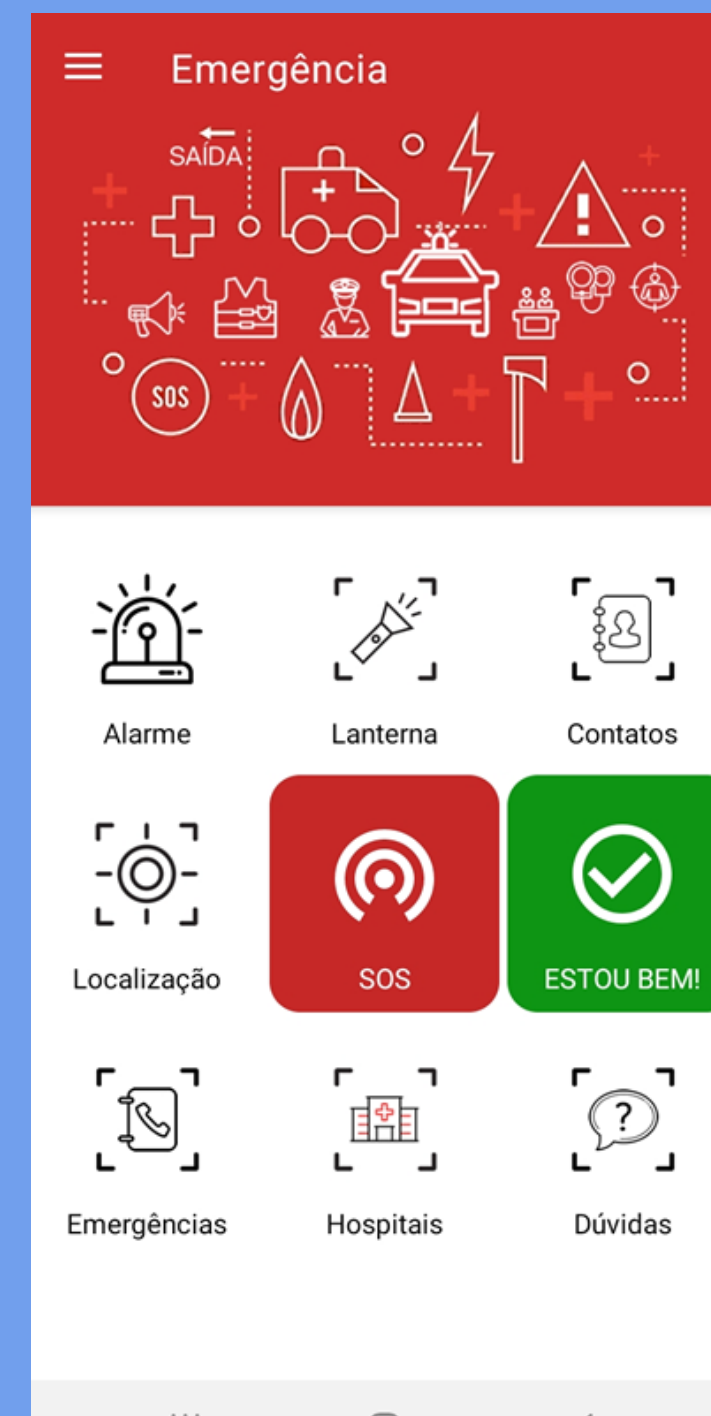 Emergência
SAÍDA
SOS
Alarme
Lanterna
Contatos
Localização
SOS
ESTOU BEM!
Emergências
Hospitais
Dúvidas
?